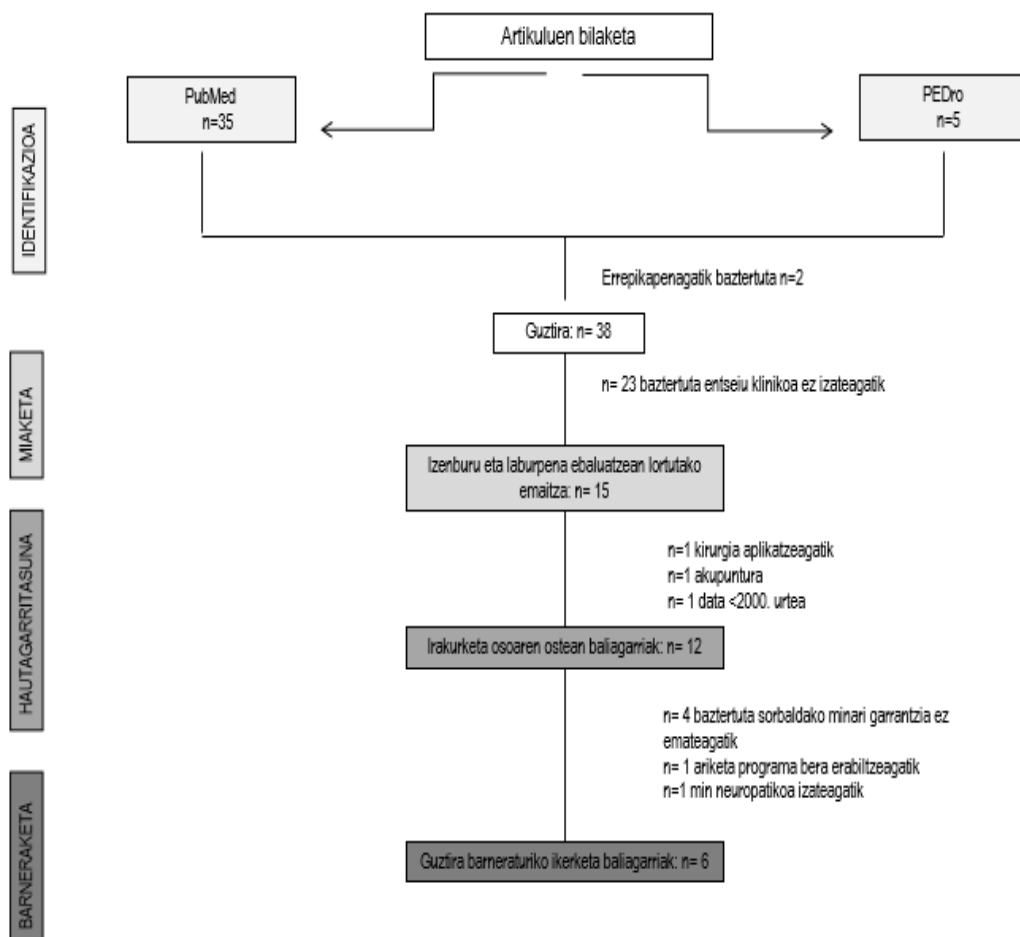 Artikuluen bilaketa
PubMed
n=35
PEDro
n=5
IDENTIFIKAZIOA
Errepikapenagatik baztertuta n=2
Guztira: n= 38
n= 23 baztertuta entseiu klinikoa ez izateagatik
MIAKETA
Izenburu eta laburpena ebaluatzean lortutako
emaitza: n= 15
HAUTAGARRITASUNA
n=1 kirurgia aplikatzeagatik
n=1 akupuntura
n= 1 data <2000. urtea
Irakurketa osoaren ostean baliagarriak: n= 12
n= 4 baztertuta sorbaldako minari garrantzia ez
emateagatik
n= 1 ariketa programa bera erabiltzeagatik
n=1 min neuropatikoa izateagatik
BARNERAKETA
Guztira barneraturiko ikerketa baliagarriak: n= 6